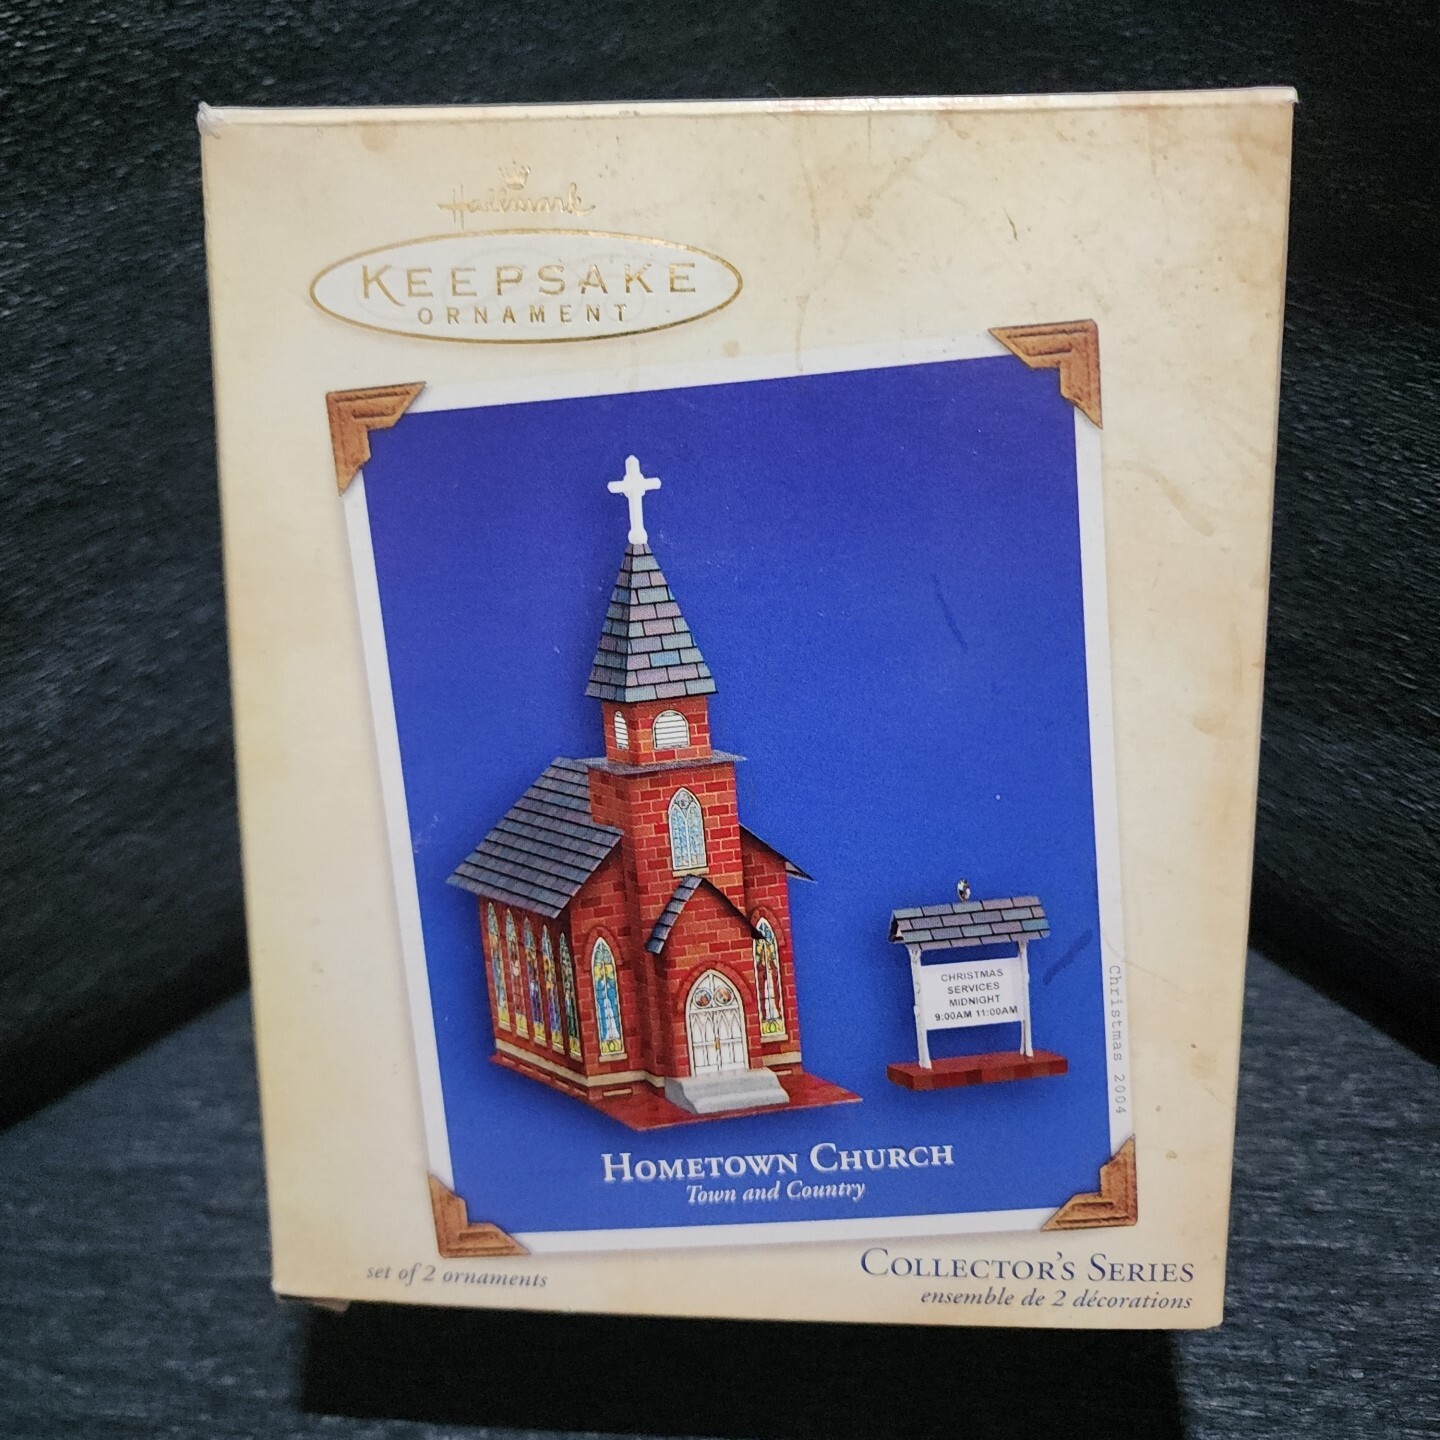 Hallmark
KEEPSAKE
ORNAMENT
CHRISTMAS
SERVICES
MIDNIGHT
9:00AM 11:00AM
Christmas 2004
HOMETOWN CHURCH
Town and Country
set of 2 ornaments
COLLECTOR'S SERIES
ensemble de 2 décorations